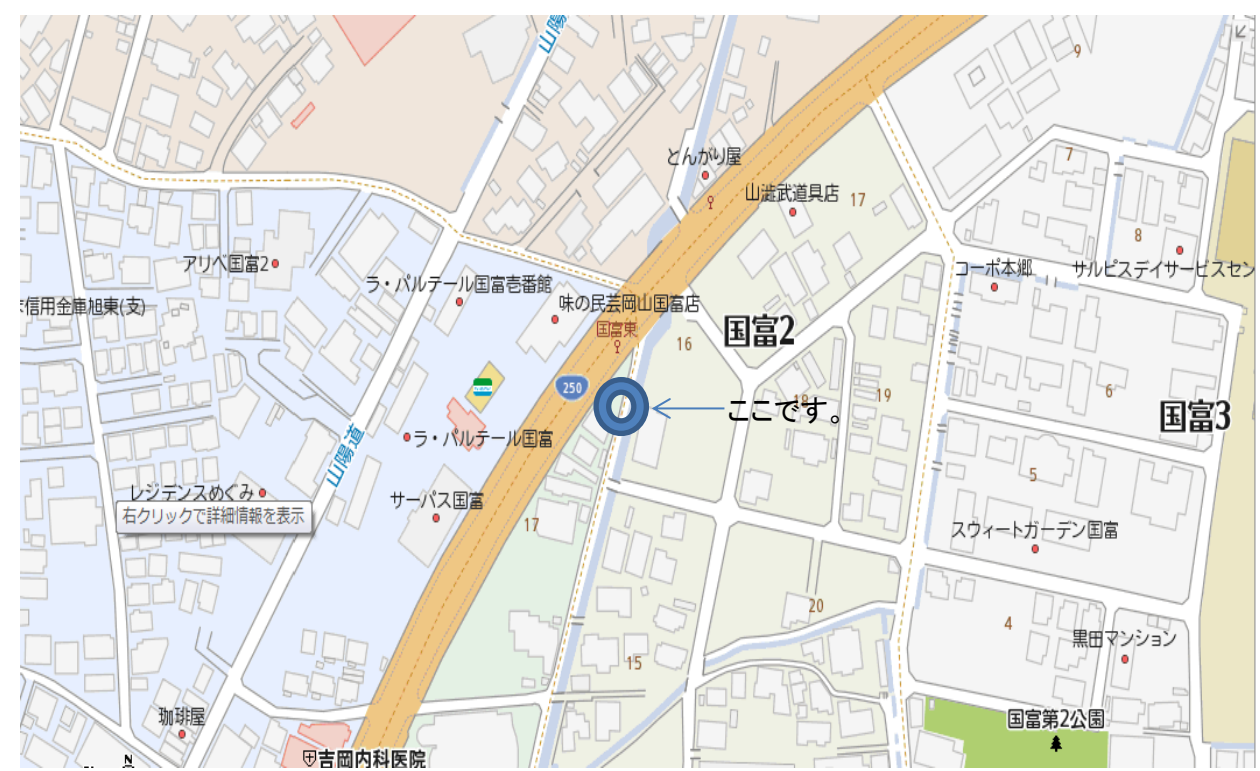 山陽
9
とんがり屋
7
山澁武道具店
17
8
アリベ国富2
コーポ本郷
サルピスデイサービスセン
ラ・パルテール国富壱番館
信用金庫旭東(支)
味の民芸岡山国富店
国富東
国富2
16
250
18
19
6
ここです。
国富3
ラ・パルテール国富
山陽道
5
レジデンスめぐみ
サーパス国富
右クリックで詳細情報を表示
17
スウィートガーデン国富
20
4
黒田マンション
15
珈琲屋
国富第2公園
吉岡内科医院
N